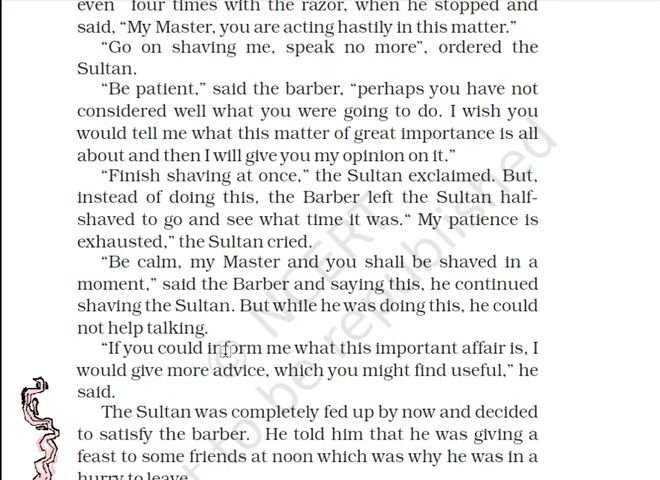 even four times with the razor, when he stopped and
said, “My Master, you are acting hastily in this matter.”
“Go on shaving me, speak no more”, ordered the
Sultan.
“Be patient,” said the barber, “perhaps you have not
considered well what you were going to do. I wish you
would tell me what this matter of great importance is all
about and then I will give you my opinion on it.”
“Finish shaving at once,” the Sultan exclaimed. But,
instead of doing this, the Barber left the Sultan half-
shaved to go and see what time it was.“ My patience is
exhausted,” the Sultan cried.
“Be calm, my Master and you shall be shaved in a
moment,” said the Barber and saying this, he continued
shaving the Sultan. But while he was doing this, he could
not help talking.
“If you could inform me what this important affair is, I
would give more advice, which you might find useful,” he
said.
The Sultan was completely fed up by now and decided
to satisfy the barber. He told him that he was giving a
feast to some friends at noon which was why he was in a
hurry to leave.
© NCERT
not to be republished